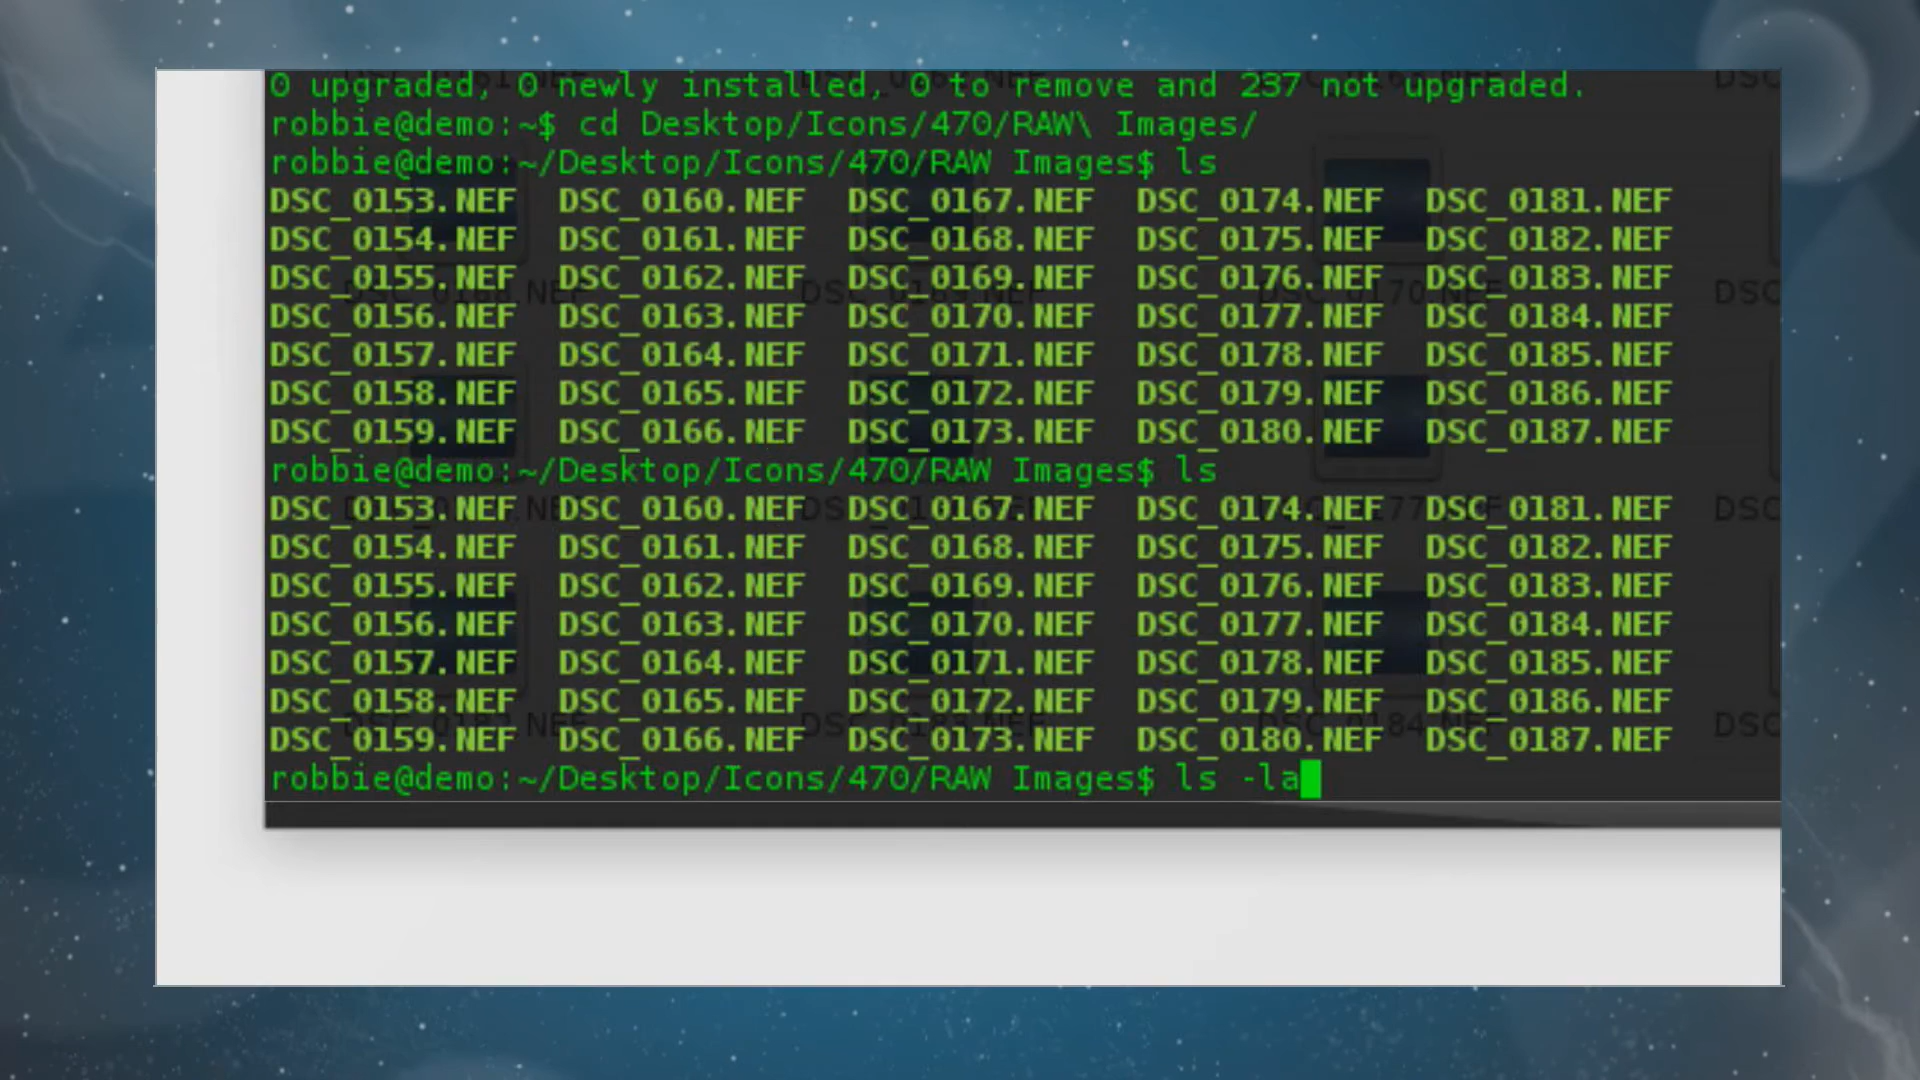 0 upgraded, 0 newly installed, 0 to remove and 237 not upgraded.
robbie@demo:~$ cd Desktop/Icons/470/RAW\ Images/
robbie@demo:~/Desktop/Icons/470/RAW Images$ ls
DSC_0153.NEF  DSC_0160.NEF  DSC_0167.NEF  DSC_0174.NEF  DSC_0181.NEF
DSC_0154.NEF  DSC_0161.NEF  DSC_0168.NEF  DSC_0175.NEF  DSC_0182.NEF
DSC_0155.NEF  DSC_0162.NEF  DSC_0169.NEF  DSC_0176.NEF  DSC_0183.NEF
DSC_0156.NEF  DSC_0163.NEF  DSC_0170.NEF  DSC_0177.NEF  DSC_0184.NEF
DSC_0157.NEF  DSC_0164.NEF  DSC_0171.NEF  DSC_0178.NEF  DSC_0185.NEF
DSC_0158.NEF  DSC_0165.NEF  DSC_0172.NEF  DSC_0179.NEF  DSC_0186.NEF
DSC_0159.NEF  DSC_0166.NEF  DSC_0173.NEF  DSC_0180.NEF  DSC_0187.NEF
robbie@demo:~/Desktop/Icons/470/RAW Images$ ls
DSC_0153.NEF  DSC_0160.NEF  DSC_0167.NEF  DSC_0174.NEF  DSC_0181.NEF
DSC_0154.NEF  DSC_0161.NEF  DSC_0168.NEF  DSC_0175.NEF  DSC_0182.NEF
DSC_0155.NEF  DSC_0162.NEF  DSC_0169.NEF  DSC_0176.NEF  DSC_0183.NEF
DSC_0156.NEF  DSC_0163.NEF  DSC_0170.NEF  DSC_0177.NEF  DSC_0184.NEF
DSC_0157.NEF  DSC_0164.NEF  DSC_0171.NEF  DSC_0178.NEF  DSC_0185.NEF
DSC_0158.NEF  DSC_0165.NEF  DSC_0172.NEF  DSC_0179.NEF  DSC_0186.NEF
DSC_0159.NEF  DSC_0166.NEF  DSC_0173.NEF  DSC_0180.NEF  DSC_0187.NEF
robbie@demo:~/Desktop/Icons/470/RAW Images$ ls -la